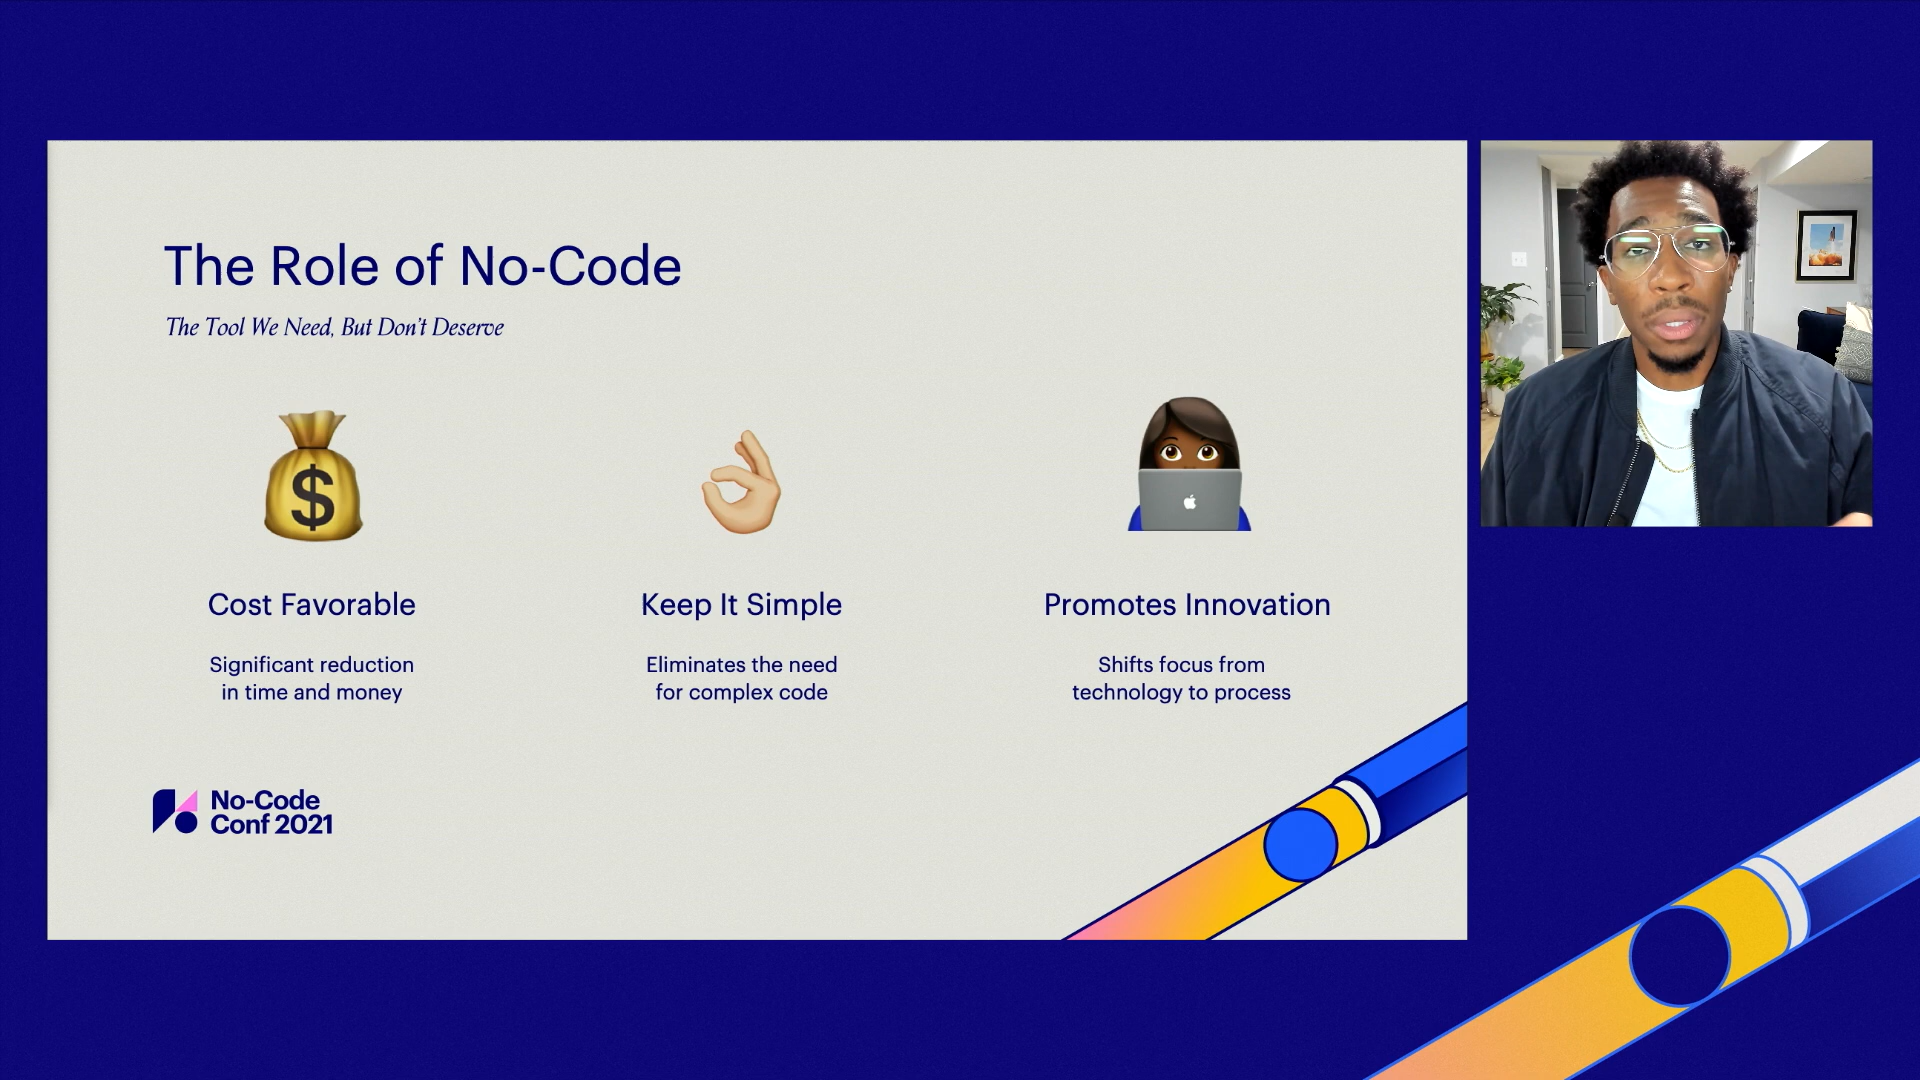 The Role of No-Code
The Tool We Need, But Don't Deserve
$
Cost Favorable
Significant reduction
in time and money
Keep It Simple
Eliminates the need
for complex code
Promotes Innovation
Shifts focus from
technology to process
No-Code
Conf 2021